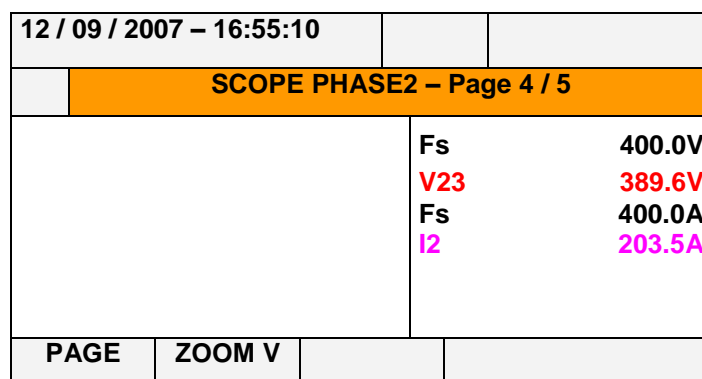 12 / 09 / 2007 – 16:55:10
SCOPE PHASE2 – Page 4 / 5
Fs 400.0V
V23 389.6V
Fs 400.0A
I2 203.5A
PAGE ZOOM V